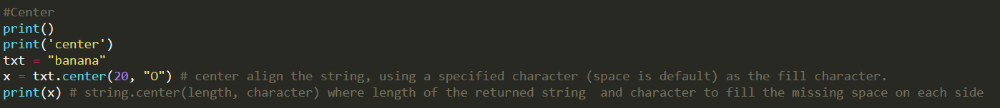 #Center
print()
print('center')
txt = "banana"
x = txt.center(20, "O") # center align the string, using a specified character (space is default) as the fill character.
print(x) # string.center(length, character) where length of the returned string  and character to fill the missing space on each side